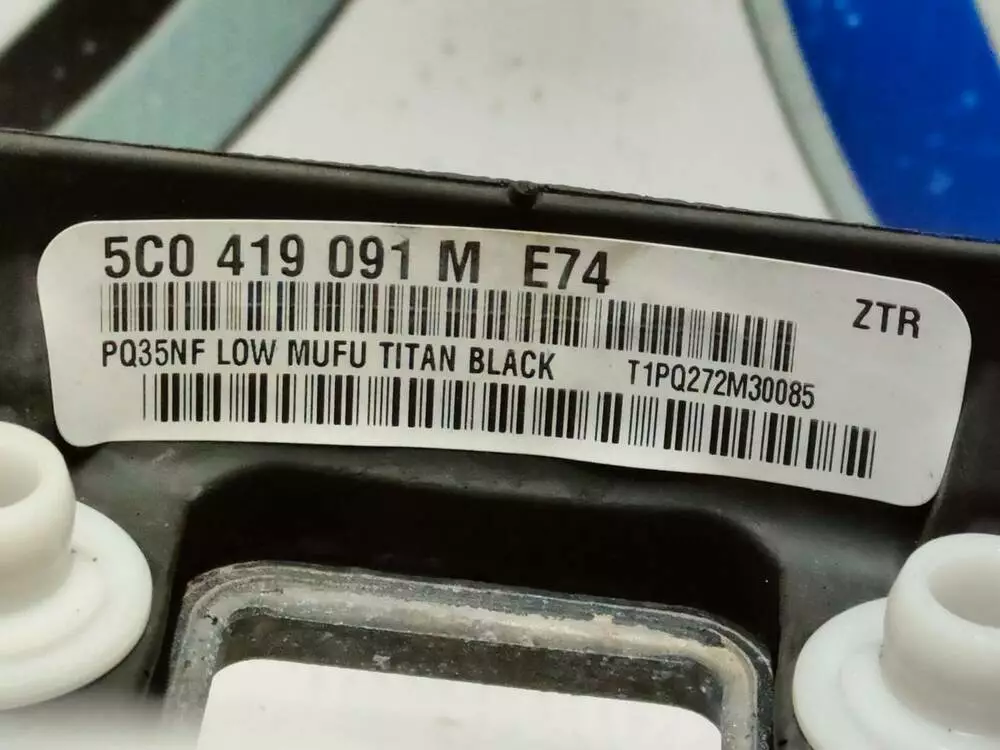 5C0 419 091 M E74
ZTR
PQ35NF LOW MUFU TITAN BLACK T1PQ272M30085